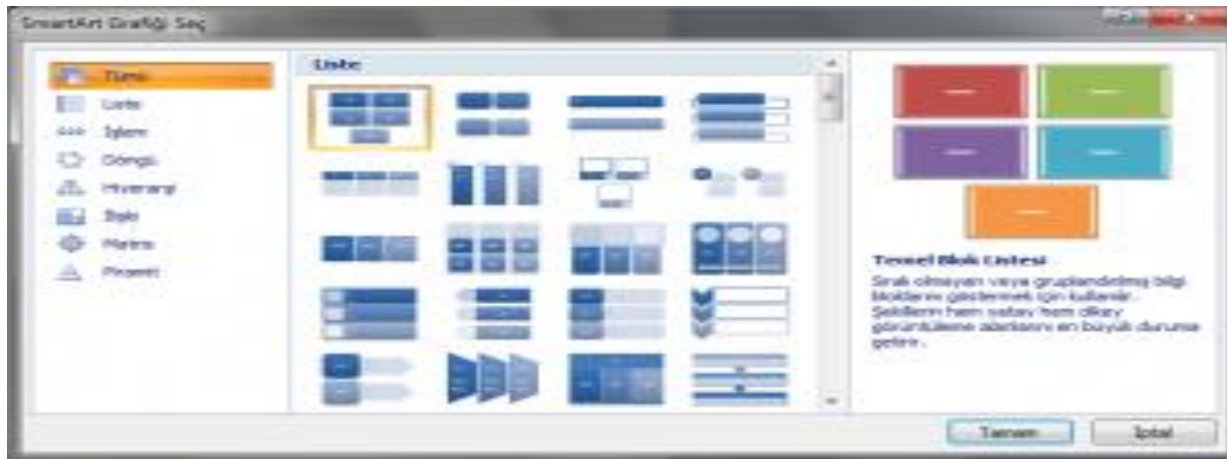 SmartArt Grafiği Seç
Tümü
Liste
İşlem
Döngü
Hiyerarşi
İlişki
Matris
Piramit
Liste
Temel Blok Listesi
Sıralı olmayan veya gruplandırılmış bilgi
bloklarını göstermek için kullanılır.
Şekillerin hem yatay hem dikey
görüntüleme alanlarını en büyük duruma
getirir.
Tamam
İptal